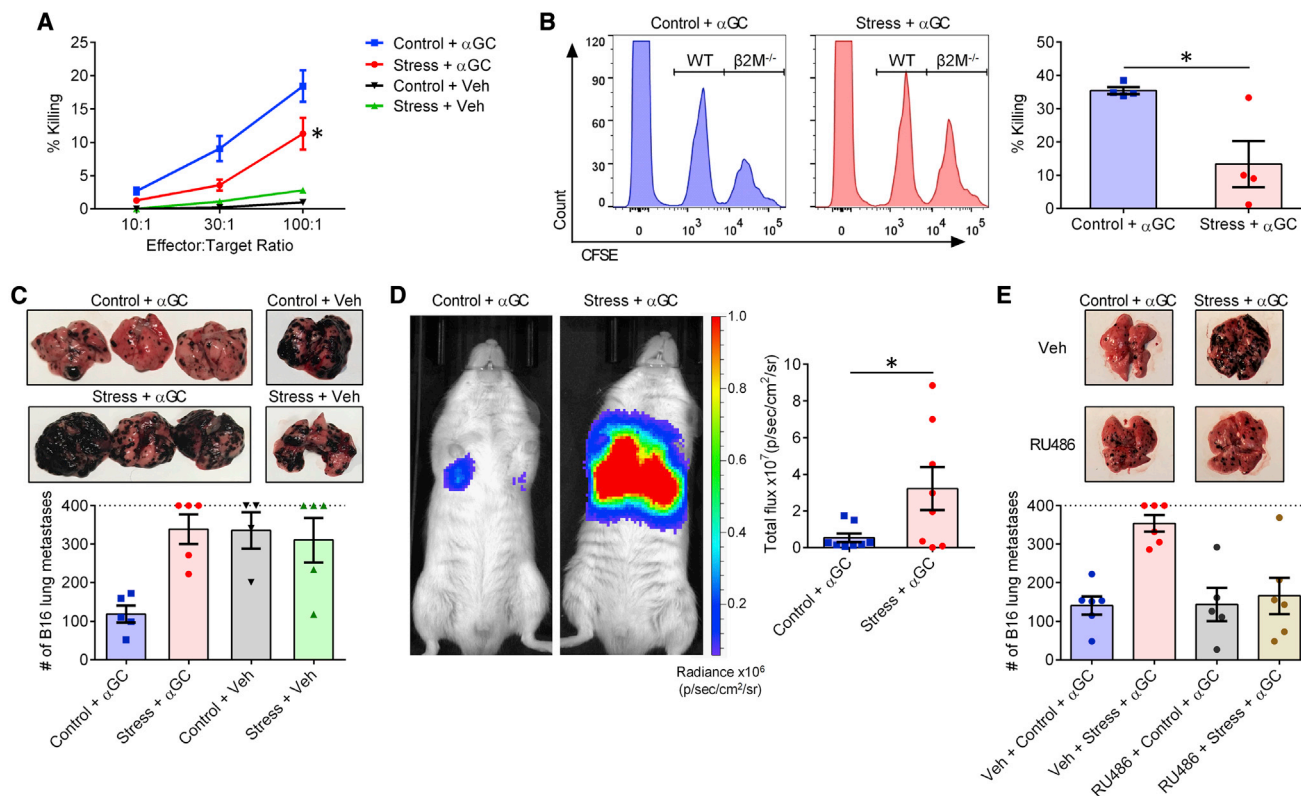 A
25
20
15
10
5
0
% Killing
10:1 30:1 100:1
Effector:Target Ratio
Control + αGC
Stress + αGC
Control + Veh
Stress + Veh
*
B
Control + αGC
Stress + αGC
120
90
60
30
0
Count
WT β2M-/-
WT β2M-/-
0 10³ 10⁴ 10⁵
0 10³ 10⁴ 10⁵
CFSE
50
40
30
20
10
0
% Killing
*
Control + αGC
Stress + αGC
C
Control + αGC
Control + Veh
Stress + αGC
Stress + Veh
400
300
200
100
0
# of B16 lung metastases
Control + αGC
Stress + αGC
Control + Veh
Stress + Veh
D
Control + αGC
Stress + αGC
1.0
0.8
0.6
0.4
0.2
Radiance x10⁶
(p/sec/cm²/sr)
10
8
6
4
2
0
Total flux x10⁷(p/sec/cm²/sr)
*
Control + αGC
Stress + αGC
E
Control + αGC
Stress + αGC
Veh
RU486
400
300
200
100
0
# of B16 lung metastases
Veh + Control + αGC
Veh + Stress + αGC
RU486 + Control + αGC
RU486 + Stress + αGC